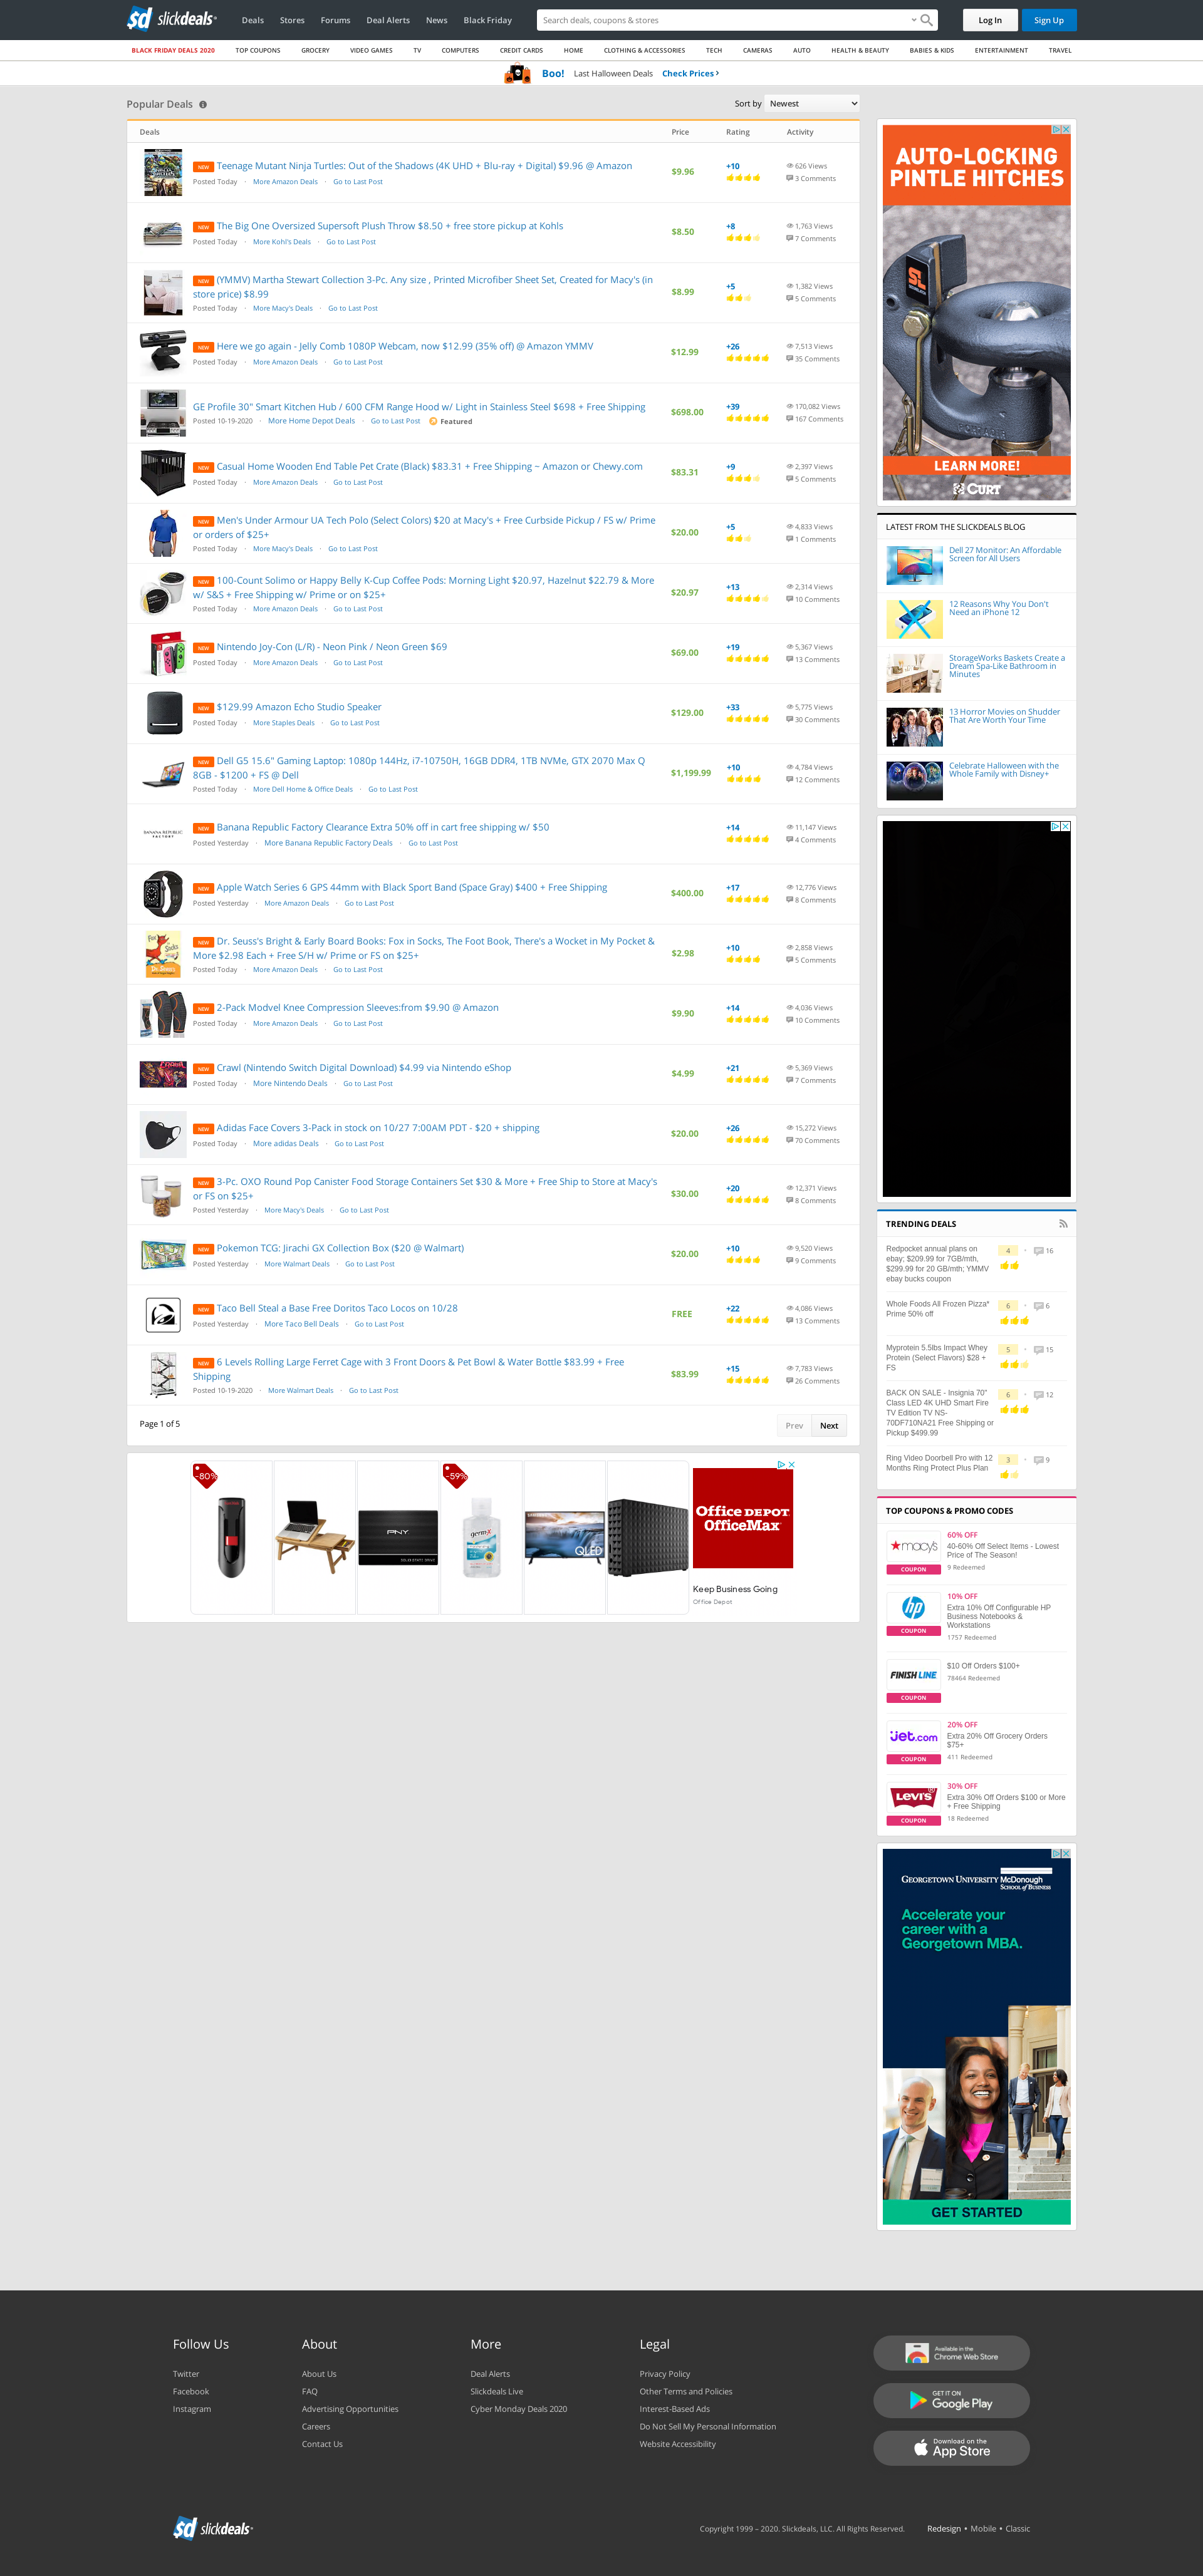 sd slickdeals
Deals Stores Forums Deal Alerts News Black Friday
Search deals, coupons & stores
Log In Sign Up
BLACK FRIDAY DEALS 2020 TOP COUPONS GROCERY VIDEO GAMES TV COMPUTERS CREDIT CARDS HOME CLOTHING & ACCESSORIES TECH CAMERAS AUTO HEALTH & BEAUTY BABIES & KIDS ENTERTAINMENT TRAVEL
Boo! Last Halloween Deals Check Prices
Popular Deals
Sort by Newest
Deals Price Rating Activity
NEW Teenage Mutant Ninja Turtles: Out of the Shadows (4K UHD + Blu-ray + Digital) $9.96 @ Amazon
Posted Today · More Amazon Deals · Go to Last Post
$9.96
+10
626 Views
3 Comments
NEW The Big One Oversized Supersoft Plush Throw $8.50 + free store pickup at Kohls
Posted Today · More Kohl's Deals · Go to Last Post
$8.50
+8
1,763 Views
7 Comments
NEW (YMMV) Martha Stewart Collection 3-Pc. Any size , Printed Microfiber Sheet Set, Created for Macy's (in
store price) $8.99
Posted Today · More Macy's Deals · Go to Last Post
$8.99
+5
1,382 Views
5 Comments
NEW Here we go again - Jelly Comb 1080P Webcam, now $12.99 (35% off) @ Amazon YMMV
Posted Today · More Amazon Deals · Go to Last Post
$12.99
+26
7,513 Views
35 Comments
GE Profile 30" Smart Kitchen Hub / 600 CFM Range Hood w/ Light in Stainless Steel $698 + Free Shipping
Posted 10-19-2020 · More Home Depot Deals · Go to Last Post Featured
$698.00
+39
170,082 Views
167 Comments
NEW Casual Home Wooden End Table Pet Crate (Black) $83.31 + Free Shipping ~ Amazon or Chewy.com
Posted Today · More Amazon Deals · Go to Last Post
$83.31
+9
2,397 Views
5 Comments
NEW Men's Under Armour UA Tech Polo (Select Colors) $20 at Macy's + Free Curbside Pickup / FS w/ Prime
or orders of $25+
Posted Today · More Macy's Deals · Go to Last Post
$20.00
+5
4,833 Views
1 Comments
NEW 100-Count Solimo or Happy Belly K-Cup Coffee Pods: Morning Light $20.97, Hazelnut $22.79 & More
w/ S&S + Free Shipping w/ Prime or on $25+
Posted Today · More Amazon Deals · Go to Last Post
$20.97
+13
2,314 Views
10 Comments
NEW Nintendo Joy-Con (L/R) - Neon Pink / Neon Green $69
Posted Today · More Amazon Deals · Go to Last Post
$69.00
+19
5,367 Views
13 Comments
NEW $129.99 Amazon Echo Studio Speaker
Posted Today · More Staples Deals · Go to Last Post
$129.00
+33
5,775 Views
30 Comments
NEW Dell G5 15.6" Gaming Laptop: 1080p 144Hz, i7-10750H, 16GB DDR4, 1TB NVMe, GTX 2070 Max Q
8GB - $1200 + FS @ Dell
Posted Today · More Dell Home & Office Deals · Go to Last Post
$1,199.99
+10
4,784 Views
12 Comments
BANANA REPUBLIC
FACTORY
NEW Banana Republic Factory Clearance Extra 50% off in cart free shipping w/ $50
Posted Yesterday · More Banana Republic Factory Deals · Go to Last Post
+14
11,147 Views
4 Comments
NEW Apple Watch Series 6 GPS 44mm with Black Sport Band (Space Gray) $400 + Free Shipping
Posted Yesterday · More Amazon Deals · Go to Last Post
$400.00
+17
12,776 Views
8 Comments
NEW Dr. Seuss's Bright & Early Board Books: Fox in Socks, The Foot Book, There's a Wocket in My Pocket &
More $2.98 Each + Free S/H w/ Prime or FS on $25+
Posted Today · More Amazon Deals · Go to Last Post
$2.98
+10
2,858 Views
5 Comments
NEW 2-Pack Modvel Knee Compression Sleeves:from $9.90 @ Amazon
Posted Today · More Amazon Deals · Go to Last Post
$9.90
+14
4,036 Views
10 Comments
NEW Crawl (Nintendo Switch Digital Download) $4.99 via Nintendo eShop
Posted Today · More Nintendo Deals · Go to Last Post
$4.99
+21
5,369 Views
7 Comments
NEW Adidas Face Covers 3-Pack in stock on 10/27 7:00AM PDT - $20 + shipping
Posted Today · More adidas Deals · Go to Last Post
$20.00
+26
15,272 Views
70 Comments
NEW 3-Pc. OXO Round Pop Canister Food Storage Containers Set $30 & More + Free Ship to Store at Macy's
or FS on $25+
Posted Yesterday · More Macy's Deals · Go to Last Post
$30.00
+20
12,371 Views
8 Comments
NEW Pokemon TCG: Jirachi GX Collection Box ($20 @ Walmart)
Posted Yesterday · More Walmart Deals · Go to Last Post
$20.00
+10
9,520 Views
9 Comments
NEW Taco Bell Steal a Base Free Doritos Taco Locos on 10/28
Posted Yesterday · More Taco Bell Deals · Go to Last Post
FREE
+22
4,086 Views
13 Comments
NEW 6 Levels Rolling Large Ferret Cage with 3 Front Doors & Pet Bowl & Water Bottle $83.99 + Free
Shipping
Posted 10-19-2020 · More Walmart Deals · Go to Last Post
$83.99
+15
7,783 Views
26 Comments
Page 1 of 5
Prev Next
-80%
PNY
-59%
germ-x
SAMSUNG
QLED
Office DEPOT
OfficeMax
Keep Business Going
Office Depot
AUTO-LOCKING
PINTLE HITCHES
LEARN MORE!
CURT
LATEST FROM THE SLICKDEALS BLOG
Dell 27 Monitor: An Affordable
Screen for All Users
12 Reasons Why You Don't
Need an iPhone 12
StorageWorks Baskets Create a
Dream Spa-Like Bathroom in
Minutes
13 Horror Movies on Shudder
That Are Worth Your Time
Celebrate Halloween with the
Whole Family with Disney+
TRENDING DEALS
Redpocket annual plans on
ebay; $209.99 for 7GB/mth,
$299.99 for 20 GB/mth; YMMV
ebay bucks coupon
4 16
Whole Foods All Frozen Pizza*
Prime 50% off
6 6
Myprotein 5.5lbs Impact Whey
Protein (Select Flavors) $28 +
FS
5 15
BACK ON SALE - Insignia 70"
Class LED 4K UHD Smart Fire
TV Edition TV NS-
70DF710NA21 Free Shipping or
Pickup $499.99
6 12
Ring Video Doorbell Pro with 12
Months Ring Protect Plus Plan
3 9
TOP COUPONS & PROMO CODES
macy's
COUPON
60% OFF
40-60% Off Select Items - Lowest
Price of The Season!
9 Redeemed
hp
COUPON
10% OFF
Extra 10% Off Configurable HP
Business Notebooks &
Workstations
1757 Redeemed
FINISH LINE
COUPON
$10 Off Orders $100+
78464 Redeemed
jet.com
COUPON
20% OFF
Extra 20% Off Grocery Orders
$75+
411 Redeemed
LEVI'S
COUPON
30% OFF
Extra 30% Off Orders $100 or More
+ Free Shipping
18 Redeemed
GEORGETOWN UNIVERSITY McDonough
SCHOOL of BUSINESS
Accelerate your
career with a
Georgetown MBA.
GET STARTED
Follow Us
Twitter
Facebook
Instagram
About
About Us
FAQ
Advertising Opportunities
Careers
Contact Us
More
Deal Alerts
Slickdeals Live
Cyber Monday Deals 2020
Legal
Privacy Policy
Other Terms and Policies
Interest-Based Ads
Do Not Sell My Personal Information
Website Accessibility
Available in the
Chrome Web Store
GET IT ON
Google Play
Download on the
App Store
sd slickdeals
Copyright 1999 – 2020. Slickdeals, LLC. All Rights Reserved.
Redesign • Mobile • Classic